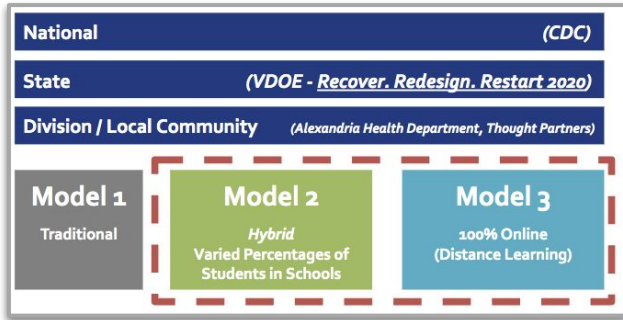 National (CDC)
State (VDOE - Recover. Redesign. Restart 2020)
Division / Local Community (Alexandria Health Department, Thought Partners)
Model 1
Traditional
Model 2
Hybrid
Varied Percentages of
Students in Schools
Model 3
100% Online
(Distance Learning)